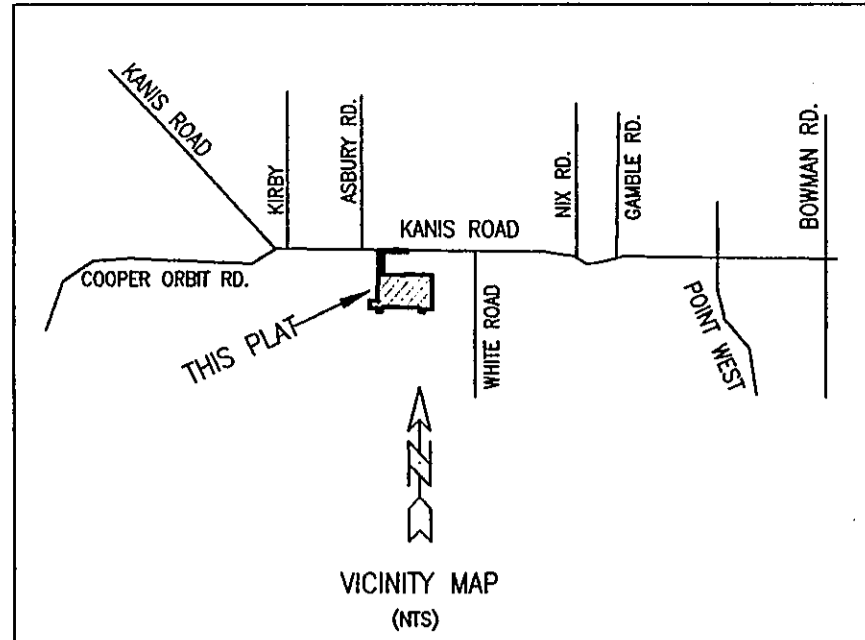 KANIS ROAD
KIRBY
ASBURY RD.
NIX RD.
GAMBLE RD.
BOWMAN RD.
KANIS ROAD
COOPER ORBIT RD.
THIS PLAT
WHITE ROAD
POINT WEST
N
VICINITY MAP
(NTS)